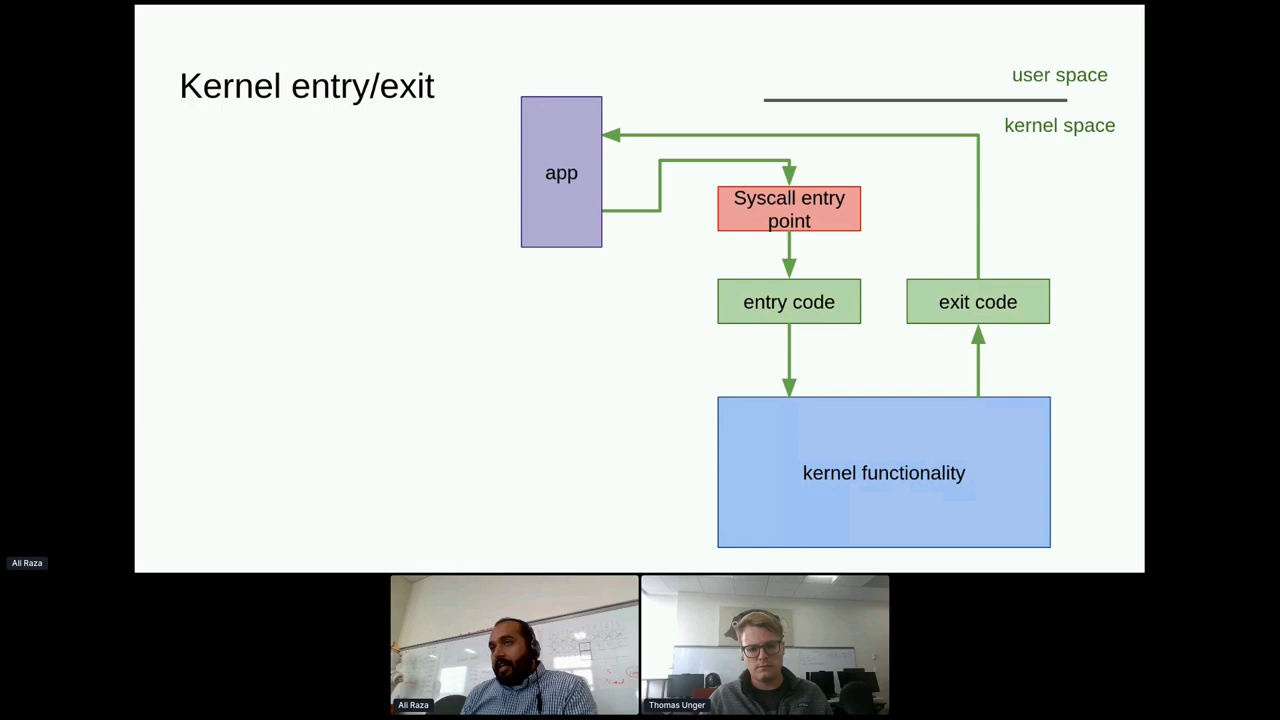 Kernel entry/exit
user space
kernel space
app
Syscall entry
point
entry code
exit code
kernel functionality
Ali Raza
Ali Raza
Thomas Unger